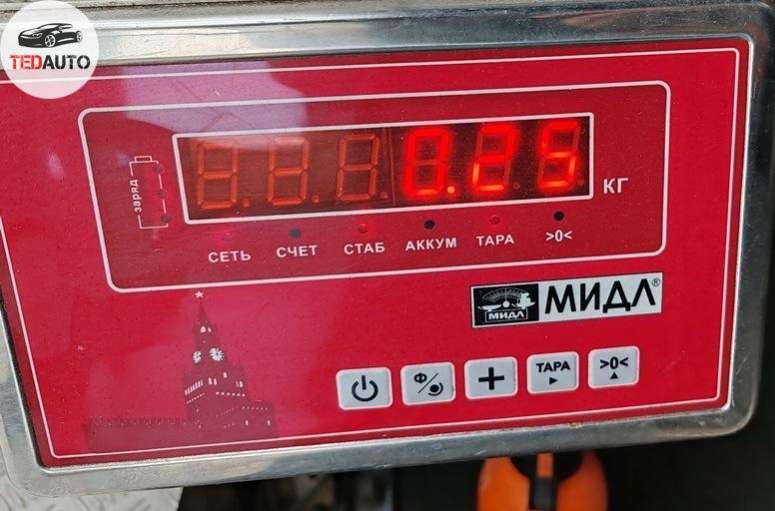 TEDAUTO
заряд
0.25 КГ
СЕТЬ СЧЕТ СТАБ АККУМ ТАРА >0<
МИДЛ МИДЛ®
Ф ТАРА >0<